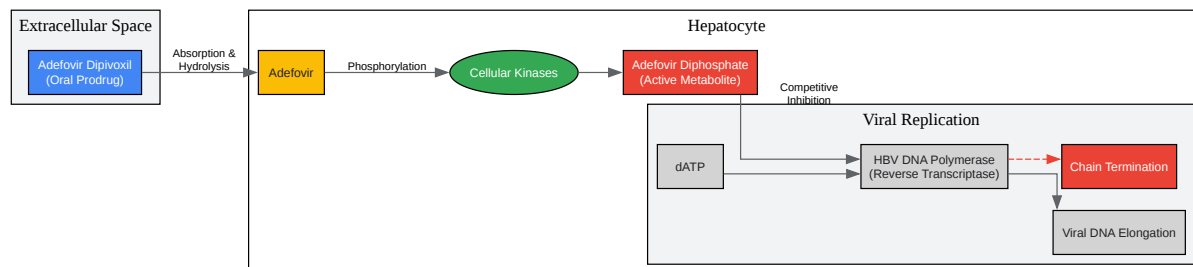 Extracellular Space
Adefovir Dipivoxil
(Oral Prodrug)
Absorption &
Hydrolysis
Hepatocyte
Adefovir
Phosphorylation
Cellular Kinases
Adefovir Diphosphate
(Active Metabolite)
Competitive
Inhibition
Viral Replication
dATP
HBV DNA Polymerase
(Reverse Transcriptase)
Chain Termination
Viral DNA Elongation